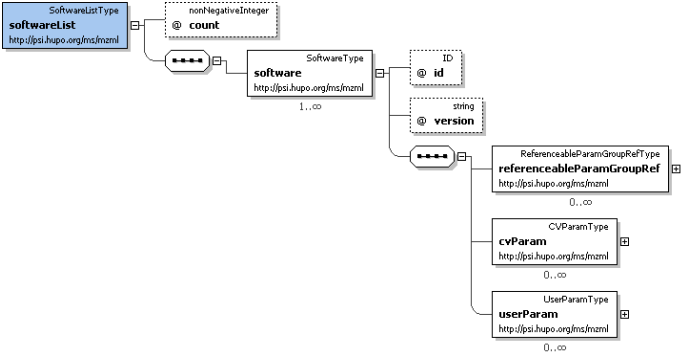 SoftwareListType
softwareList
http://psi.hupo.org/ms/mzml
nonNegativeInteger
@ count
SoftwareType
software
http://psi.hupo.org/ms/mzml
1..∞
ID
@ id
string
@ version
ReferenceableParamGroupRefType
referenceableParamGroupRef
http://psi.hupo.org/ms/mzml
0..∞
CVParamType
cvParam
http://psi.hupo.org/ms/mzml
0..∞
UserParamType
userParam
http://psi.hupo.org/ms/mzml
0..∞